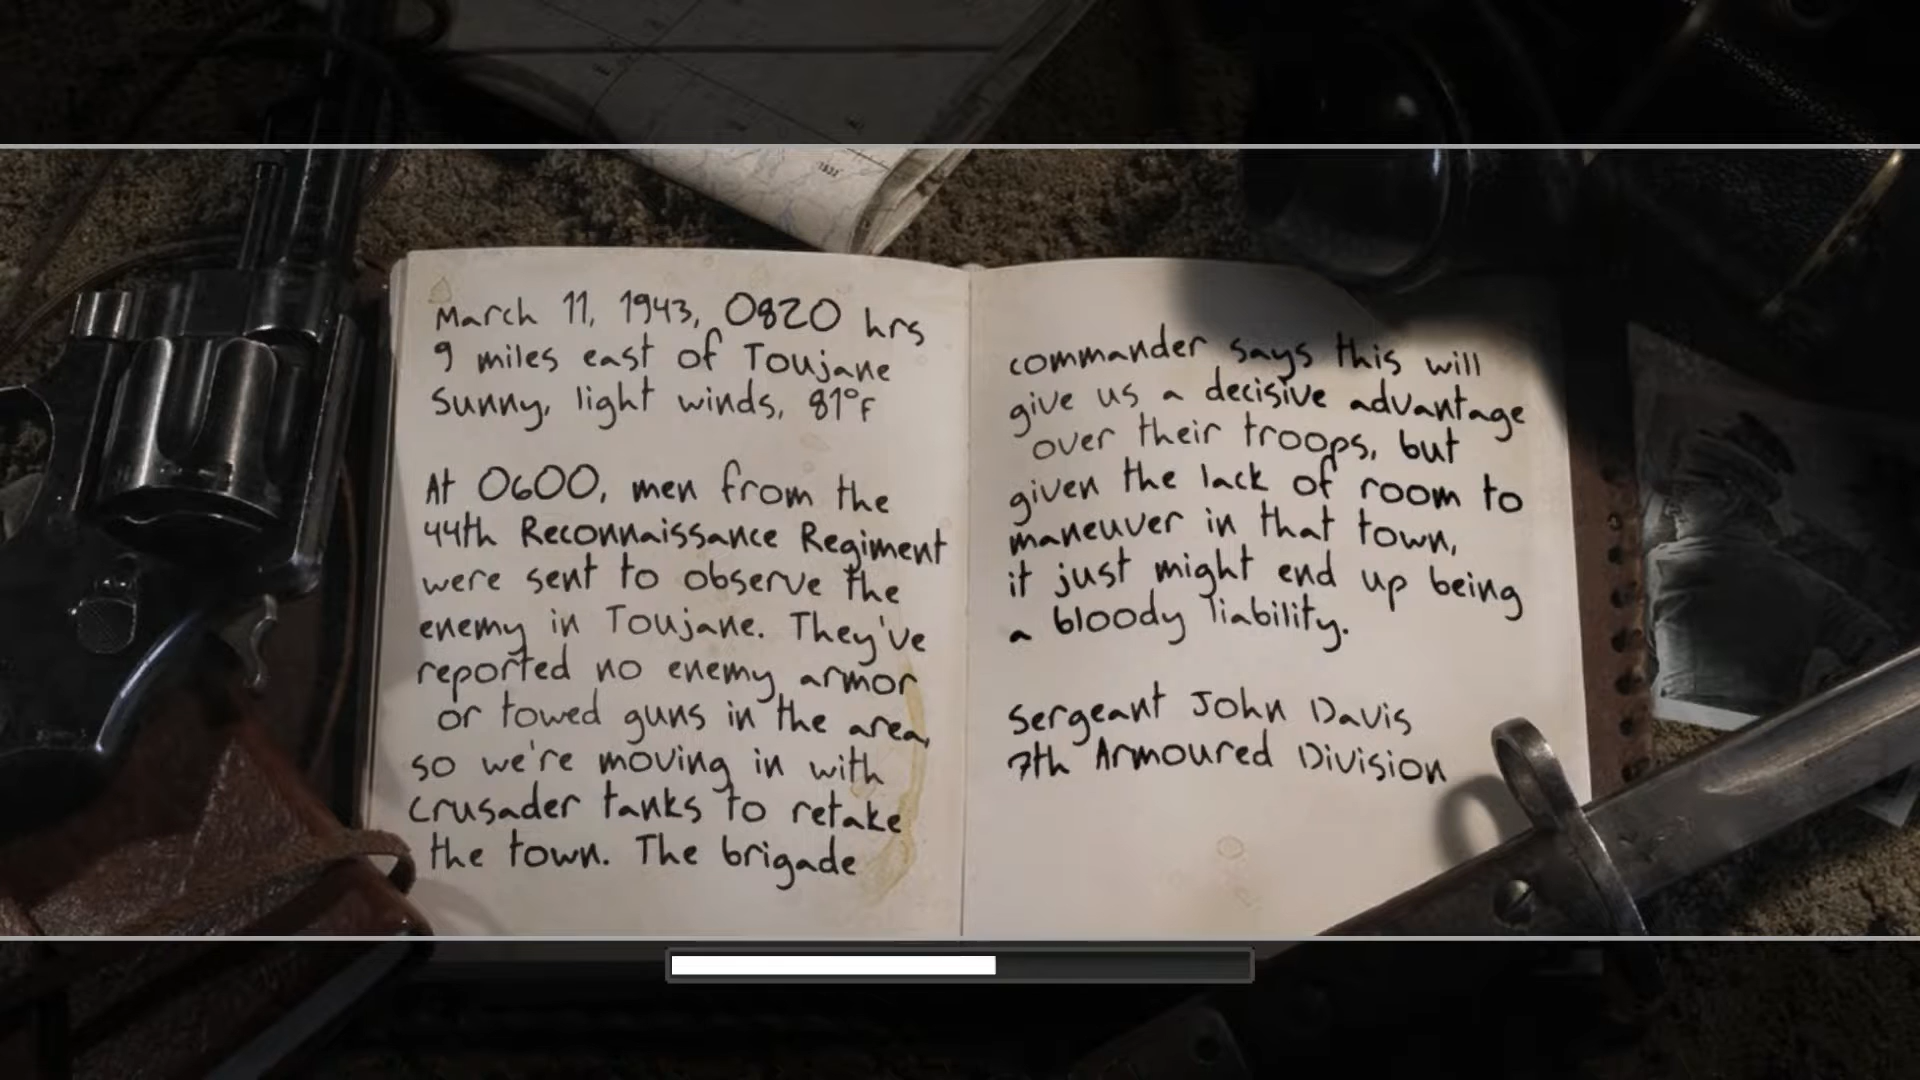 March 11, 1943, 0820 hrs
9 miles east of Toujane
Sunny, light winds, 81°F
At 0600, men from the
44th Reconnaissance Regiment
were sent to observe the
enemy in Toujane. They've
reported no enemy armor
or towed guns in the area,
so we're moving in with
Crusader tanks to retake
the town. The brigade
commander says this will
give us a decisive advantage
over their troops, but
given the lack of room to
maneuver in that town,
it just might end up being
a bloody liability.
Sergeant John Davis
7th Armoured Division